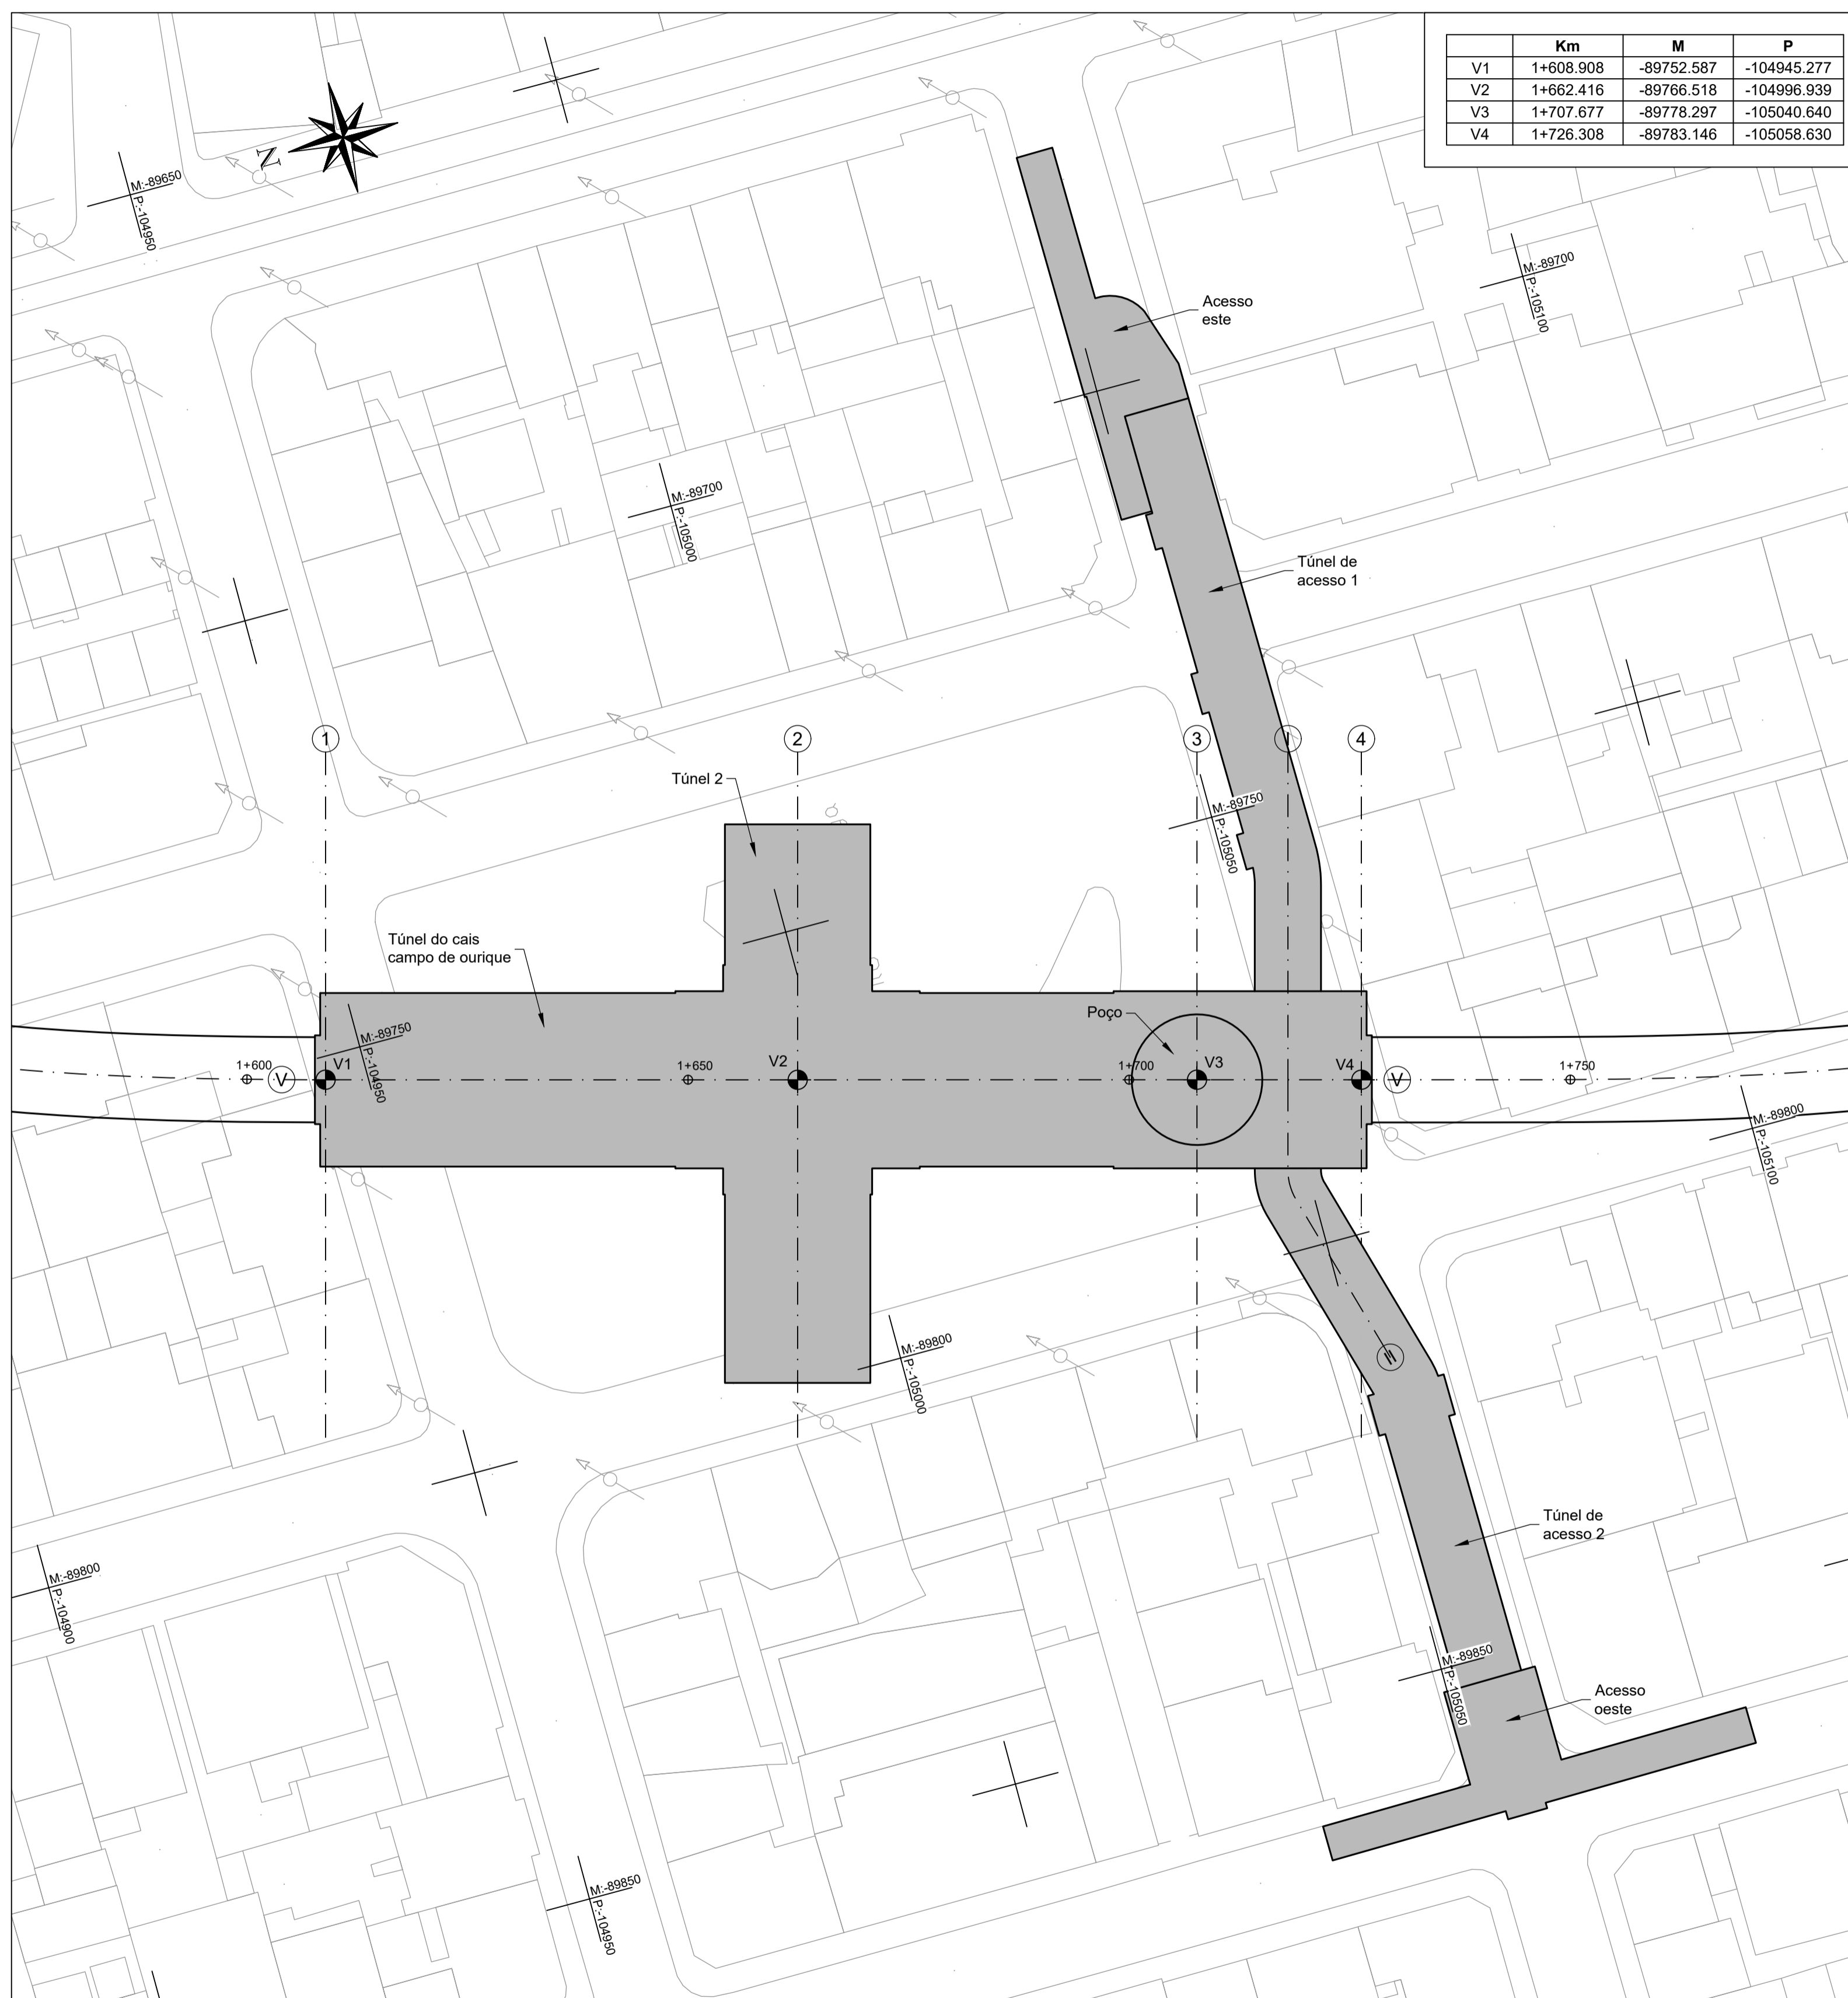 Km M P
V1 1+608.908 -89752.587 -104945.277
V2 1+662.416 -89766.518 -104996.939
V3 1+707.677 -89778.297 -105040.640
V4 1+726.308 -89783.146 -105058.630
N
M:-89650
P:-104950
M:-89700
P:-105100
Acesso
este
M:-89700
P:-105000
Túnel de
acesso 1
1
2
3
4
Túnel 2
M:-89750
P:-105050
Túnel do cais
campo de ourique
Poço
M:-89750
P:-104950
1+600
V
V1
1+650
V2
1+700
V3
V4
V
1+750
M:-89800
P:-105100
M:-89800
P:-105000
II
Túnel de
acesso 2
M:-89800
P:-104900
M:-89850
P:-105050
Acesso
oeste
M:-89850
P:-104950